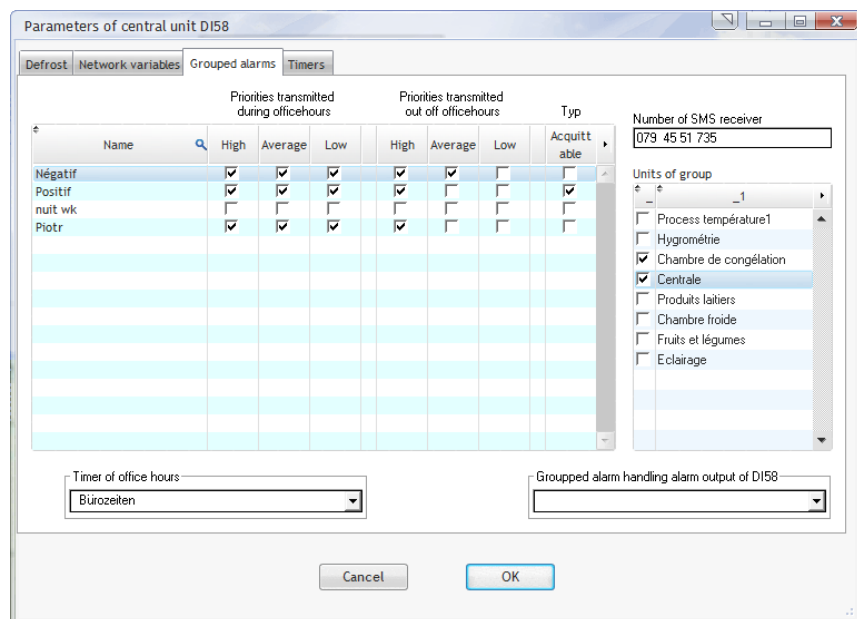 Parameters of central unit DI58
Defrost Network variables Grouped alarms Timers
Priorities transmitted
during officehours
Priorities transmitted
out off officehours
Typ
Name High Average Low High Average Low Acquitt
able
Négatif
Positif
nuit wk
Piotr
Number of SMS receiver
079 45 51 735
Units of group
_ _1
Process température1
Hygrométrie
Chambre de congélation
Centrale
Produits laitiers
Chambre froide
Fruits et légumes
Eclairage
Timer of office hours
Bürozeiten
Groupped alarm handling alarm output of DI58
Cancel OK